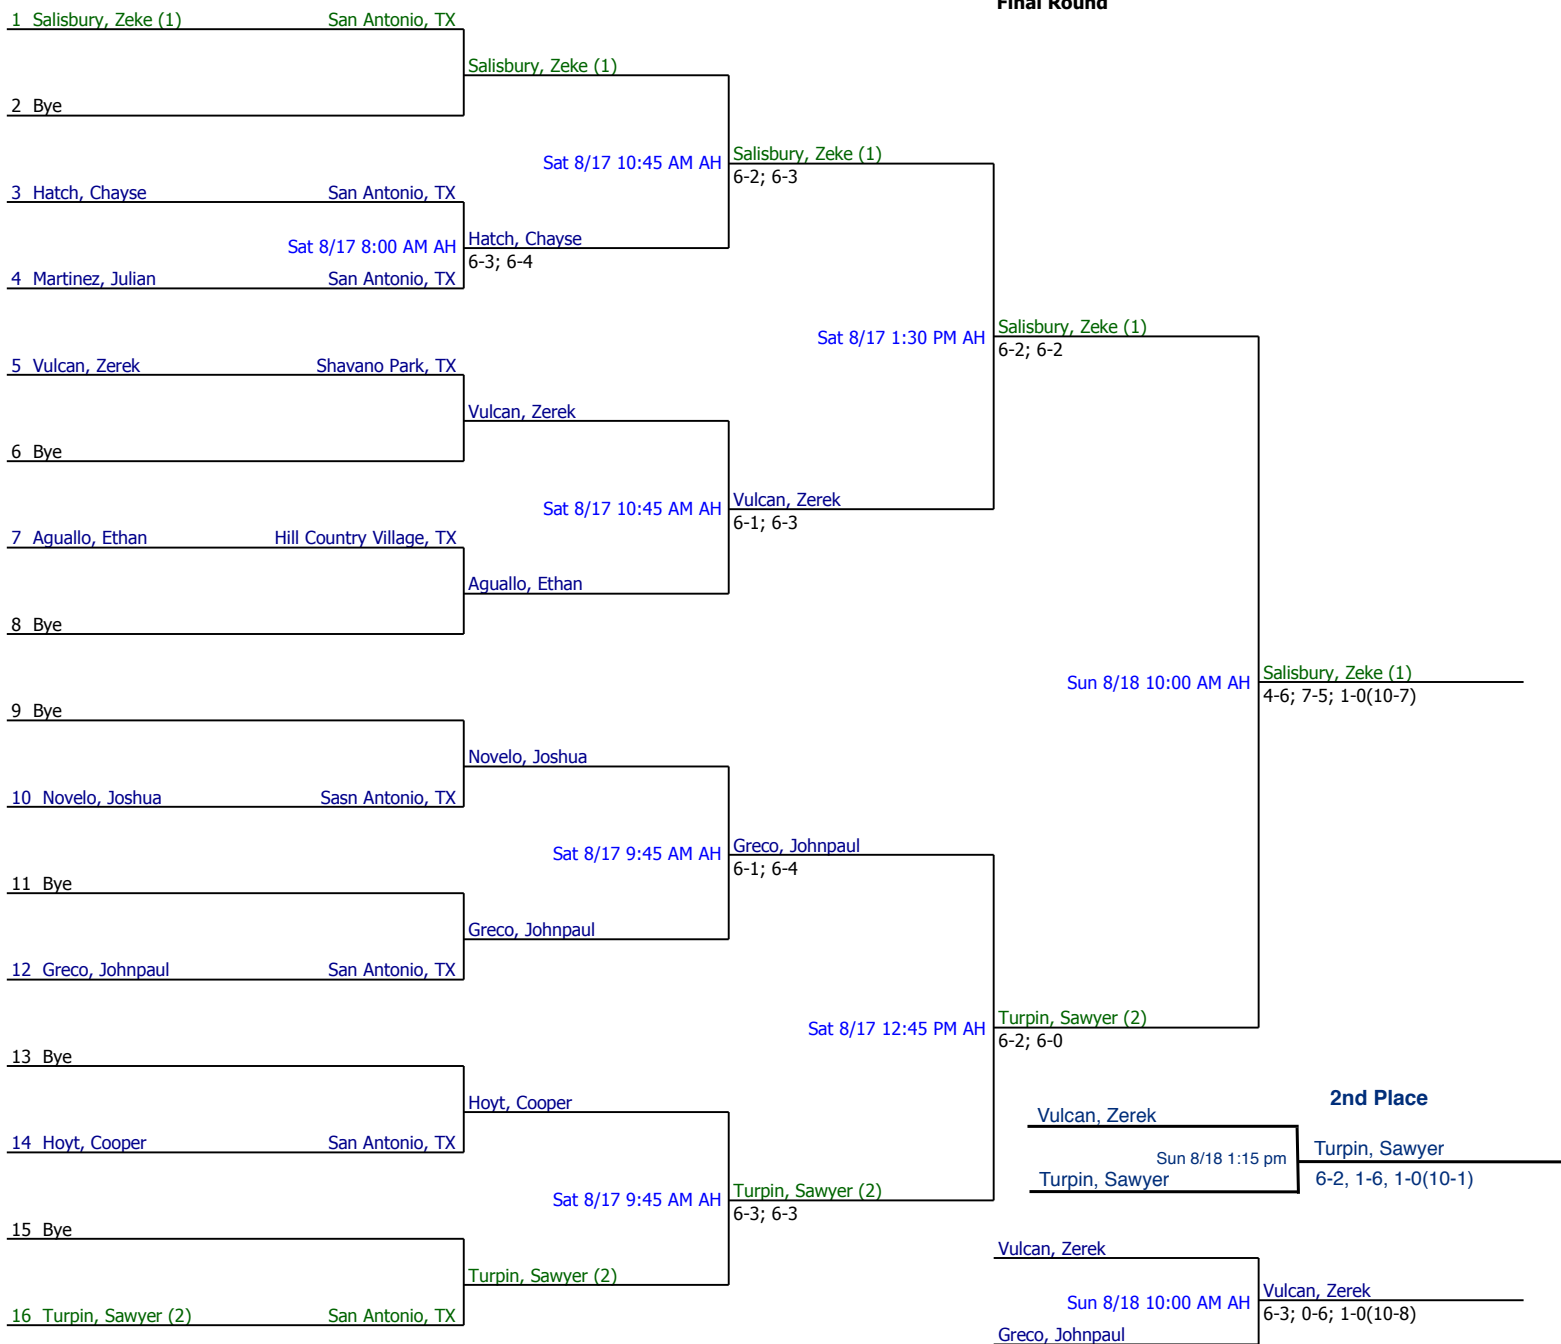 Final Round
1 Salisbury, Zeke (1) San Antonio, TX
Salisbury, Zeke (1)
2 Bye
Sat 8/17 10:45 AM AH
Salisbury, Zeke (1)
6-2; 6-3
3 Hatch, Chayse San Antonio, TX
Sat 8/17 8:00 AM AH
Hatch, Chayse
6-3; 6-4
4 Martinez, Julian San Antonio, TX
Sat 8/17 1:30 PM AH
Salisbury, Zeke (1)
6-2; 6-2
5 Vulcan, Zerek Shavano Park, TX
Vulcan, Zerek
6 Bye
Sat 8/17 10:45 AM AH
Vulcan, Zerek
6-1; 6-3
7 Aguallo, Ethan Hill Country Village, TX
Aguallo, Ethan
8 Bye
Sun 8/18 10:00 AM AH
Salisbury, Zeke (1)
4-6; 7-5; 1-0(10-7)
9 Bye
Novelo, Joshua
10 Novelo, Joshua Sasn Antonio, TX
Sat 8/17 9:45 AM AH
Greco, Johnpaul
6-1; 6-4
11 Bye
Greco, Johnpaul
12 Greco, Johnpaul San Antonio, TX
Sat 8/17 12:45 PM AH
Turpin, Sawyer (2)
6-2; 6-0
13 Bye
Hoyt, Cooper
14 Hoyt, Cooper San Antonio, TX
Sat 8/17 9:45 AM AH
Turpin, Sawyer (2)
6-3; 6-3
15 Bye
Turpin, Sawyer (2)
16 Turpin, Sawyer (2) San Antonio, TX
2nd Place
Vulcan, Zerek
Sun 8/18 1:15 pm
Turpin, Sawyer
Turpin, Sawyer
6-2, 1-6, 1-0(10-1)
Vulcan, Zerek
Sun 8/18 10:00 AM AH
Vulcan, Zerek
6-3; 0-6; 1-0(10-8)
Greco, Johnpaul